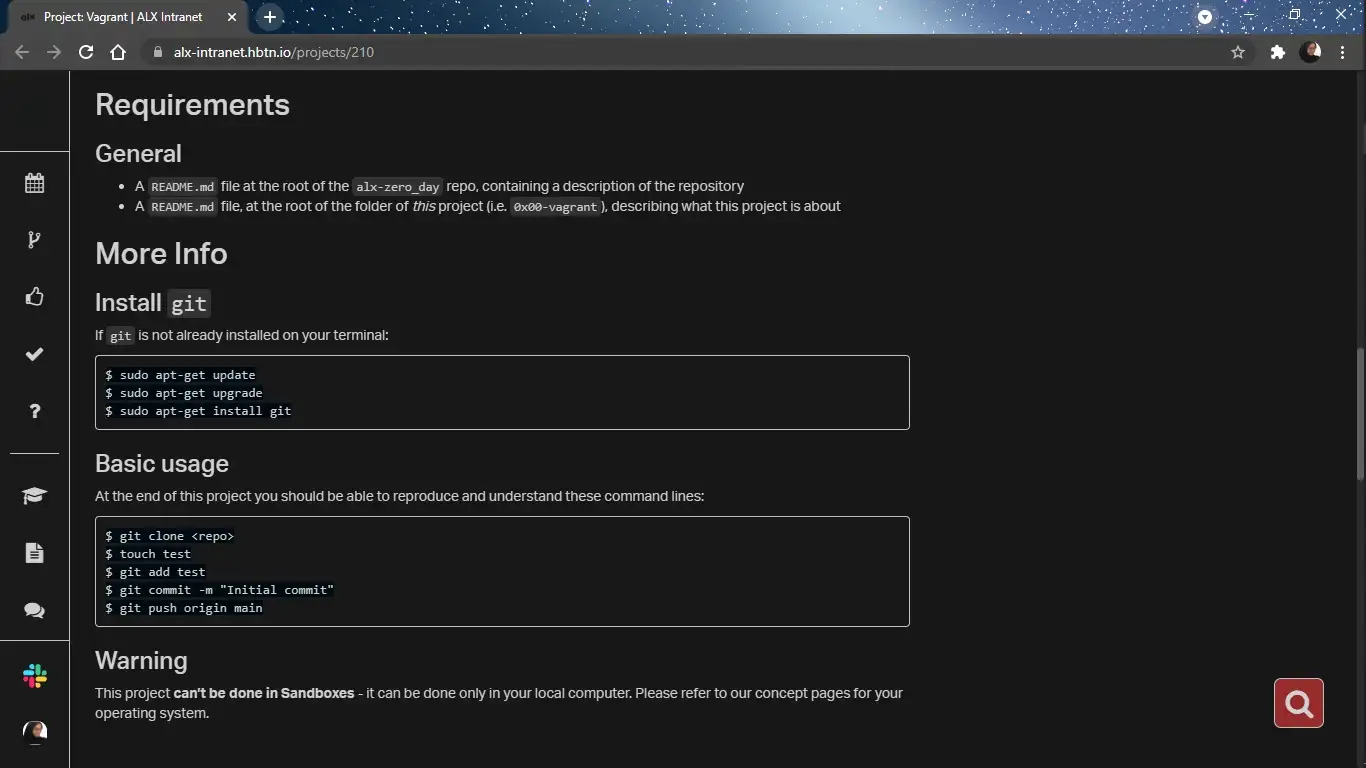 alx Project: Vagrant | ALX Intranet
alx-intranet.hbtn.io/projects/210
Requirements
General
• A README.md file at the root of the alx-zero_day repo, containing a description of the repository
• A README.md file, at the root of the folder of this project (i.e. 0x00-vagrant), describing what this project is about
More Info
Install git
If git is not already installed on your terminal:
$ sudo apt-get update
$ sudo apt-get upgrade
$ sudo apt-get install git
Basic usage
At the end of this project you should be able to reproduce and understand these command lines:
$ git clone <repo>
$ touch test
$ git add test
$ git commit -m "Initial commit"
$ git push origin main
Warning
This project can't be done in Sandboxes - it can be done only in your local computer. Please refer to our concept pages for your
operating system.